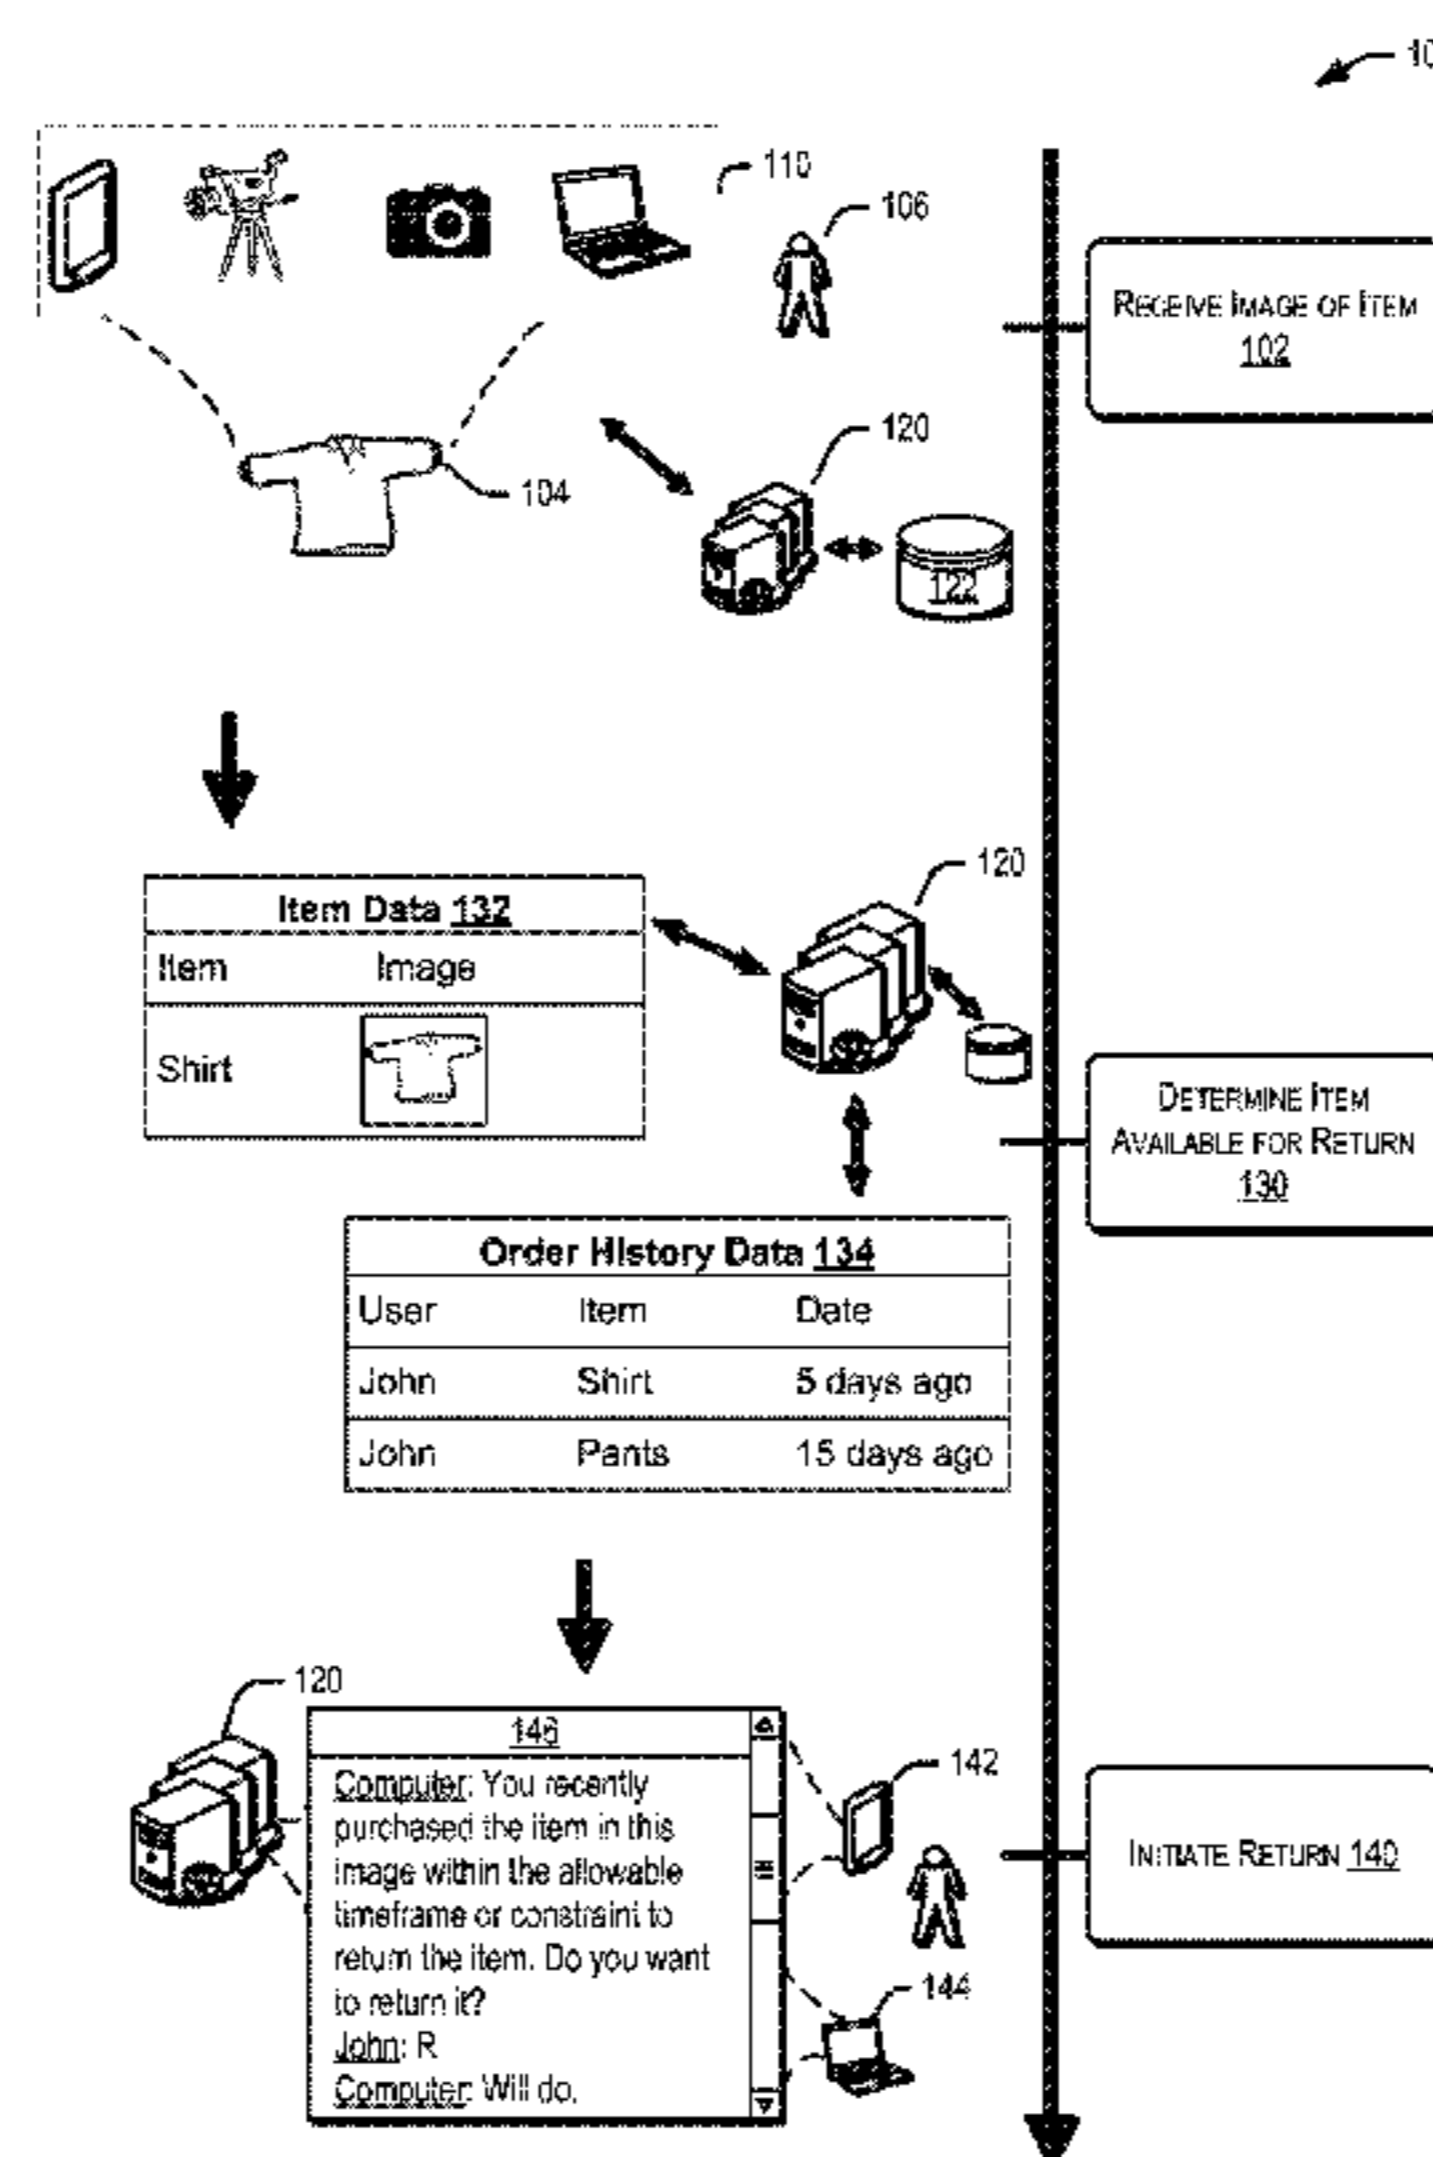 110
106
RECEIVE IMAGE OF ITEM
102
120
104
122
120
Item Data 132
Item Image
Shirt
DETERMINE ITEM
AVAILABLE FOR RETURN
130
Order History Data 134
User Item Date
John Shirt 5 days ago
John Pants 15 days ago
120
146
Computer: You recently
purchased the item in this
image within the allowable
timeframe or constraint to
return the item. Do you want
to return it?
John: R
Computer: Will do.
142
INITIATE RETURN 140
144